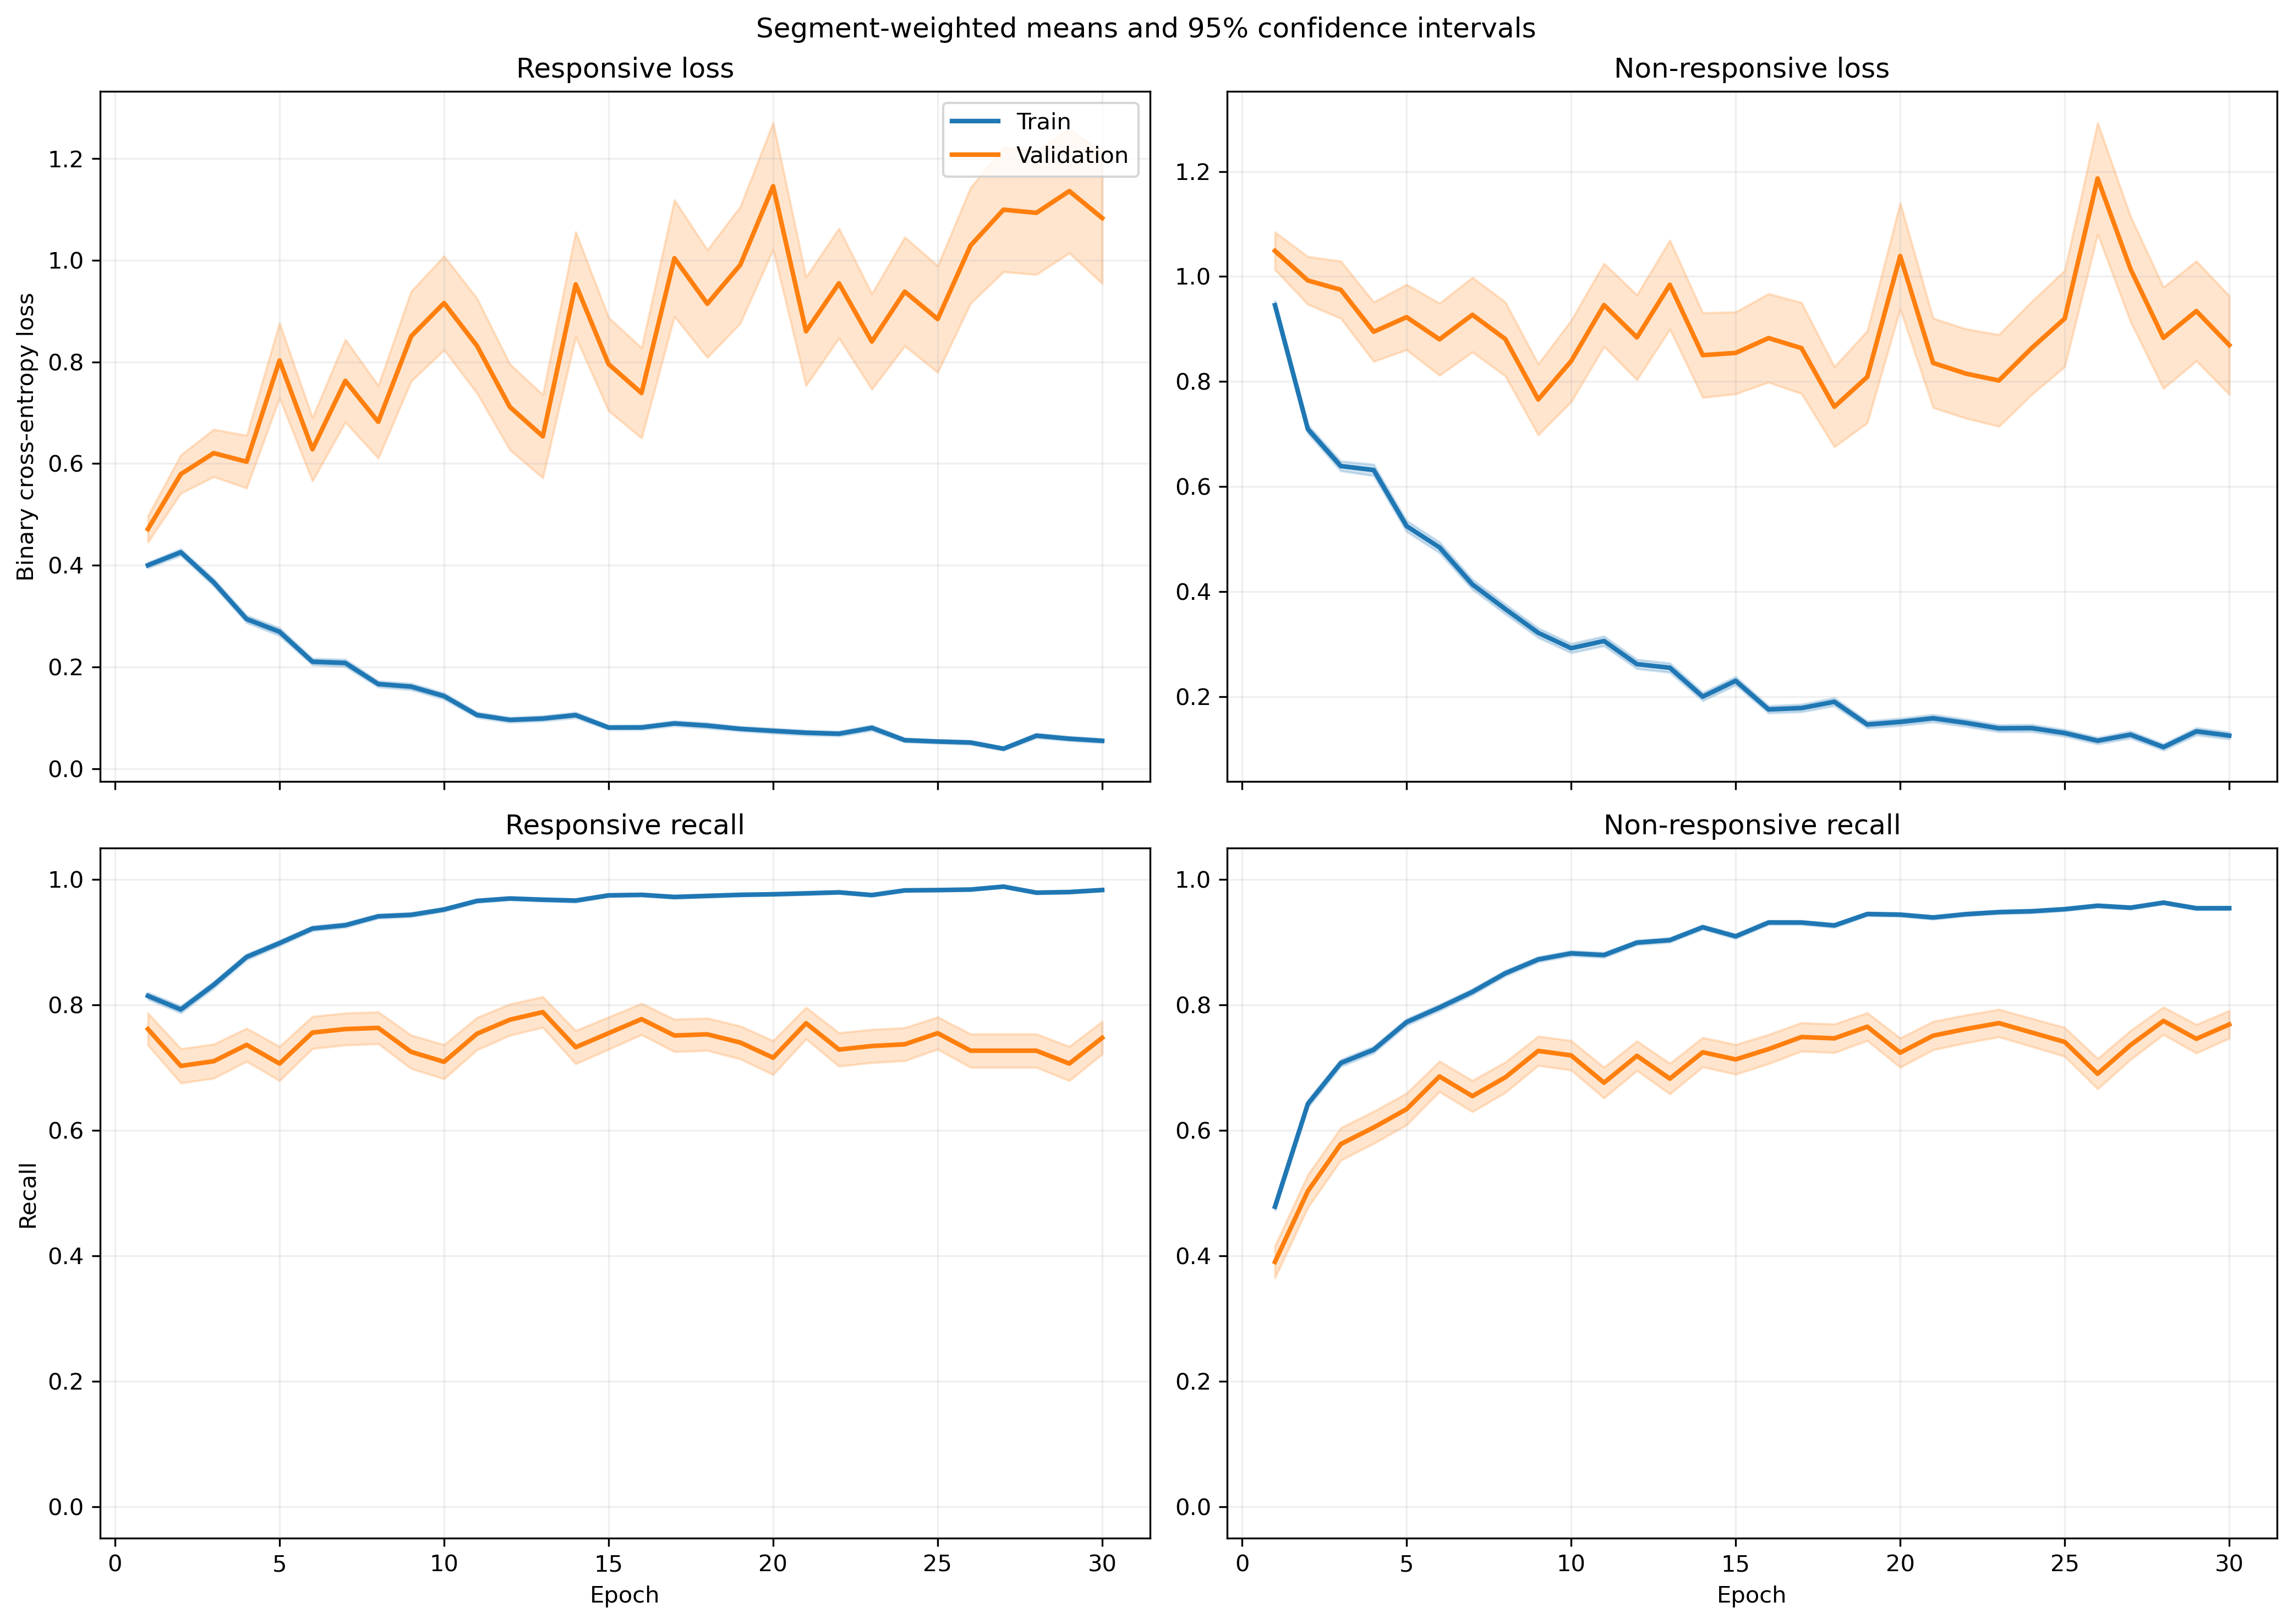 Segment-weighted means and 95% confidence intervals
Responsive loss
Non-responsive loss
Train
Validation
Binary cross-entropy loss
1.2
1.0
0.8
0.6
0.4
0.2
0.0
1.2
1.0
0.8
0.6
0.4
0.2
Responsive recall
Non-responsive recall
Recall
1.0
0.8
0.6
0.4
0.2
0.0
1.0
0.8
0.6
0.4
0.2
0.0
0 5 10 15 20 25 30
0 5 10 15 20 25 30
Epoch
Epoch